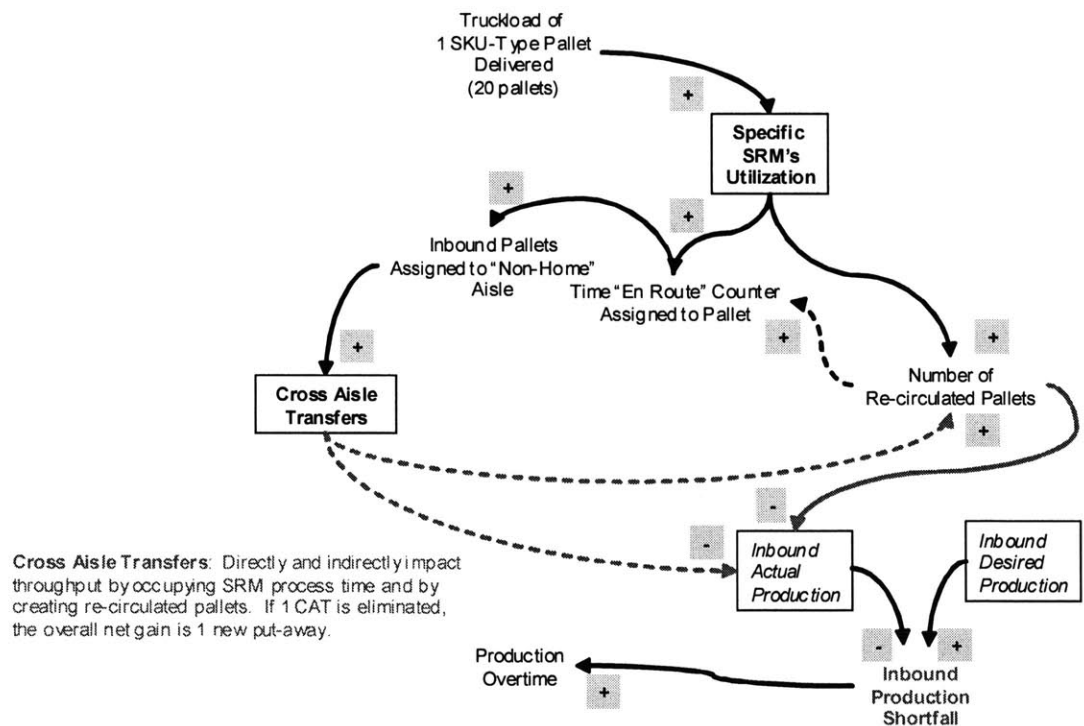 Truckload of
1 SKU-Type Pallet
Delivered
(20 pallets)
+
Specific
SRM's
Utilization
+
+
Inbound Pallets
Assigned to "Non-Home"
Aisle
Time "En Route" Counter
Assigned to Pallet
+
+
+
Number of
Re-circulated Pallets
+
Cross Aisle
Transfers
-
-
Inbound
Actual
Production
Inbound
Desired
Production
Cross Aisle Transfers: Directly and indirectly impact
throughput by occupying SRM process time and by
creating re-circulated pallets. If 1 CAT is eliminated,
the overall net gain is 1 new put-away.
-
+
Production
Overtime
+
Inbound
Production
Shortfall